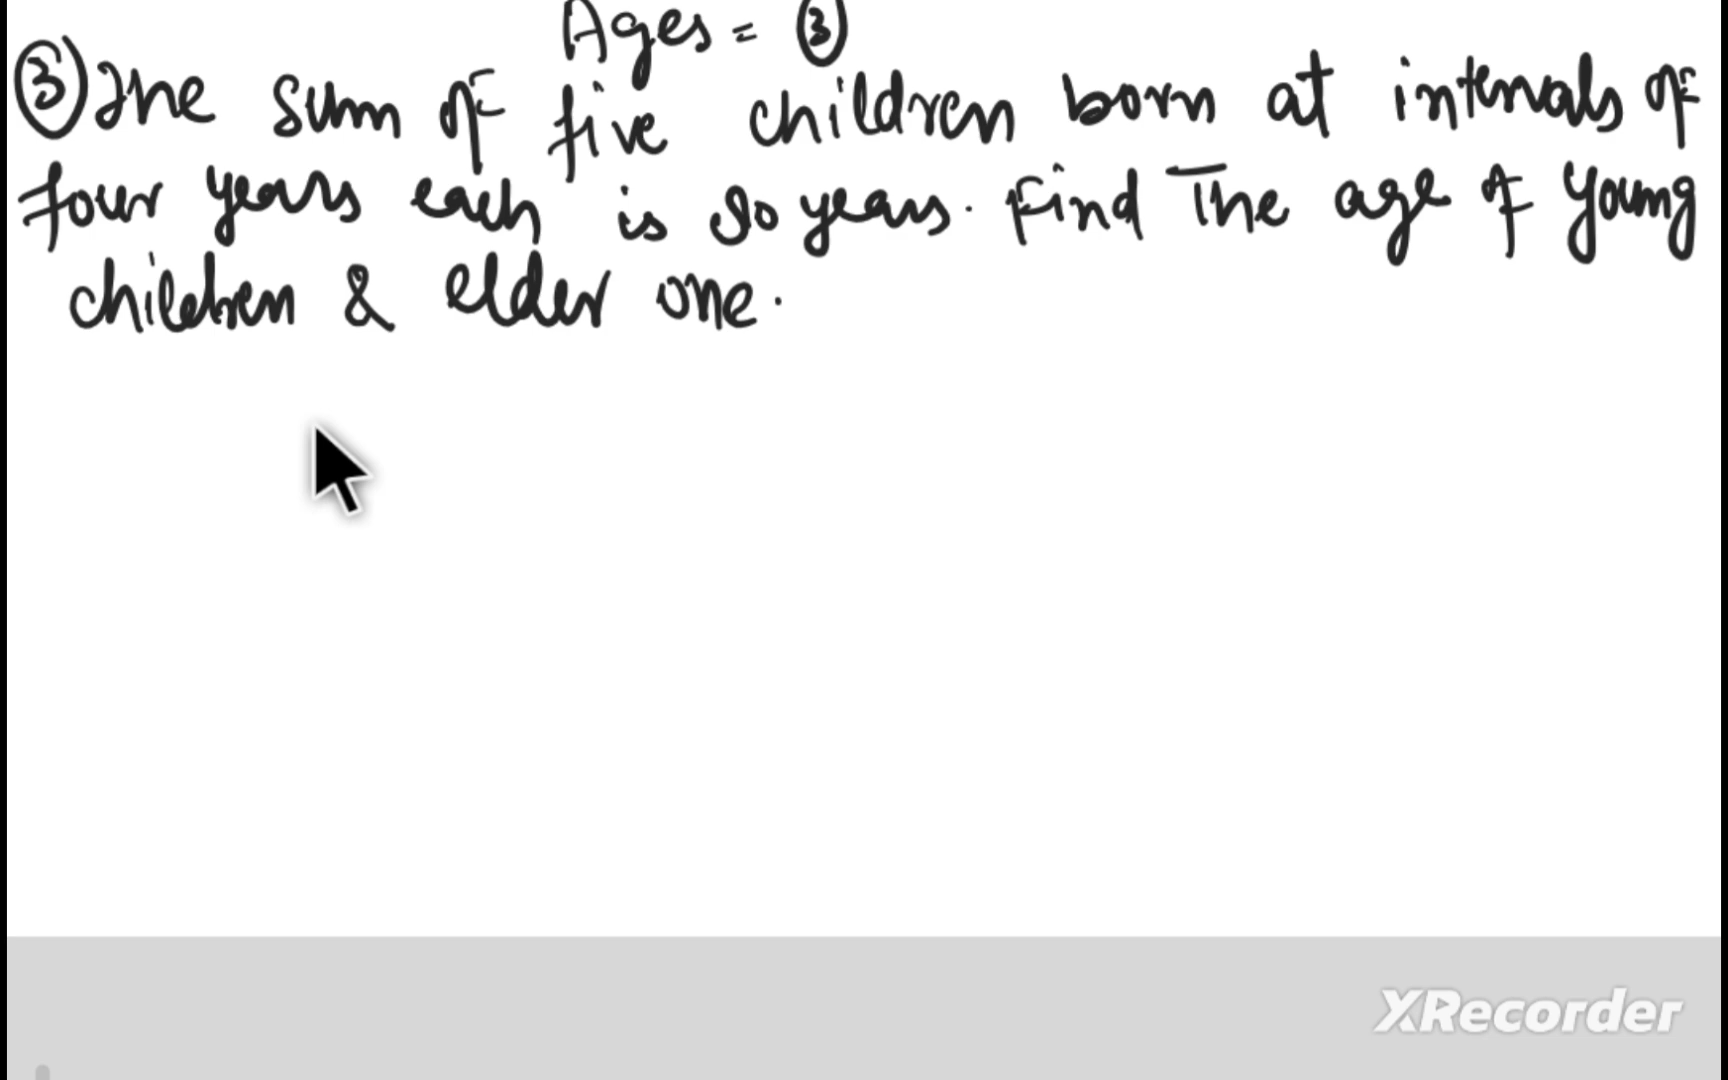 Ages = ③
③ The sum of five children born at intervals of
four years each is 80 years. Find The age of young
children & elder one.
XRecorder